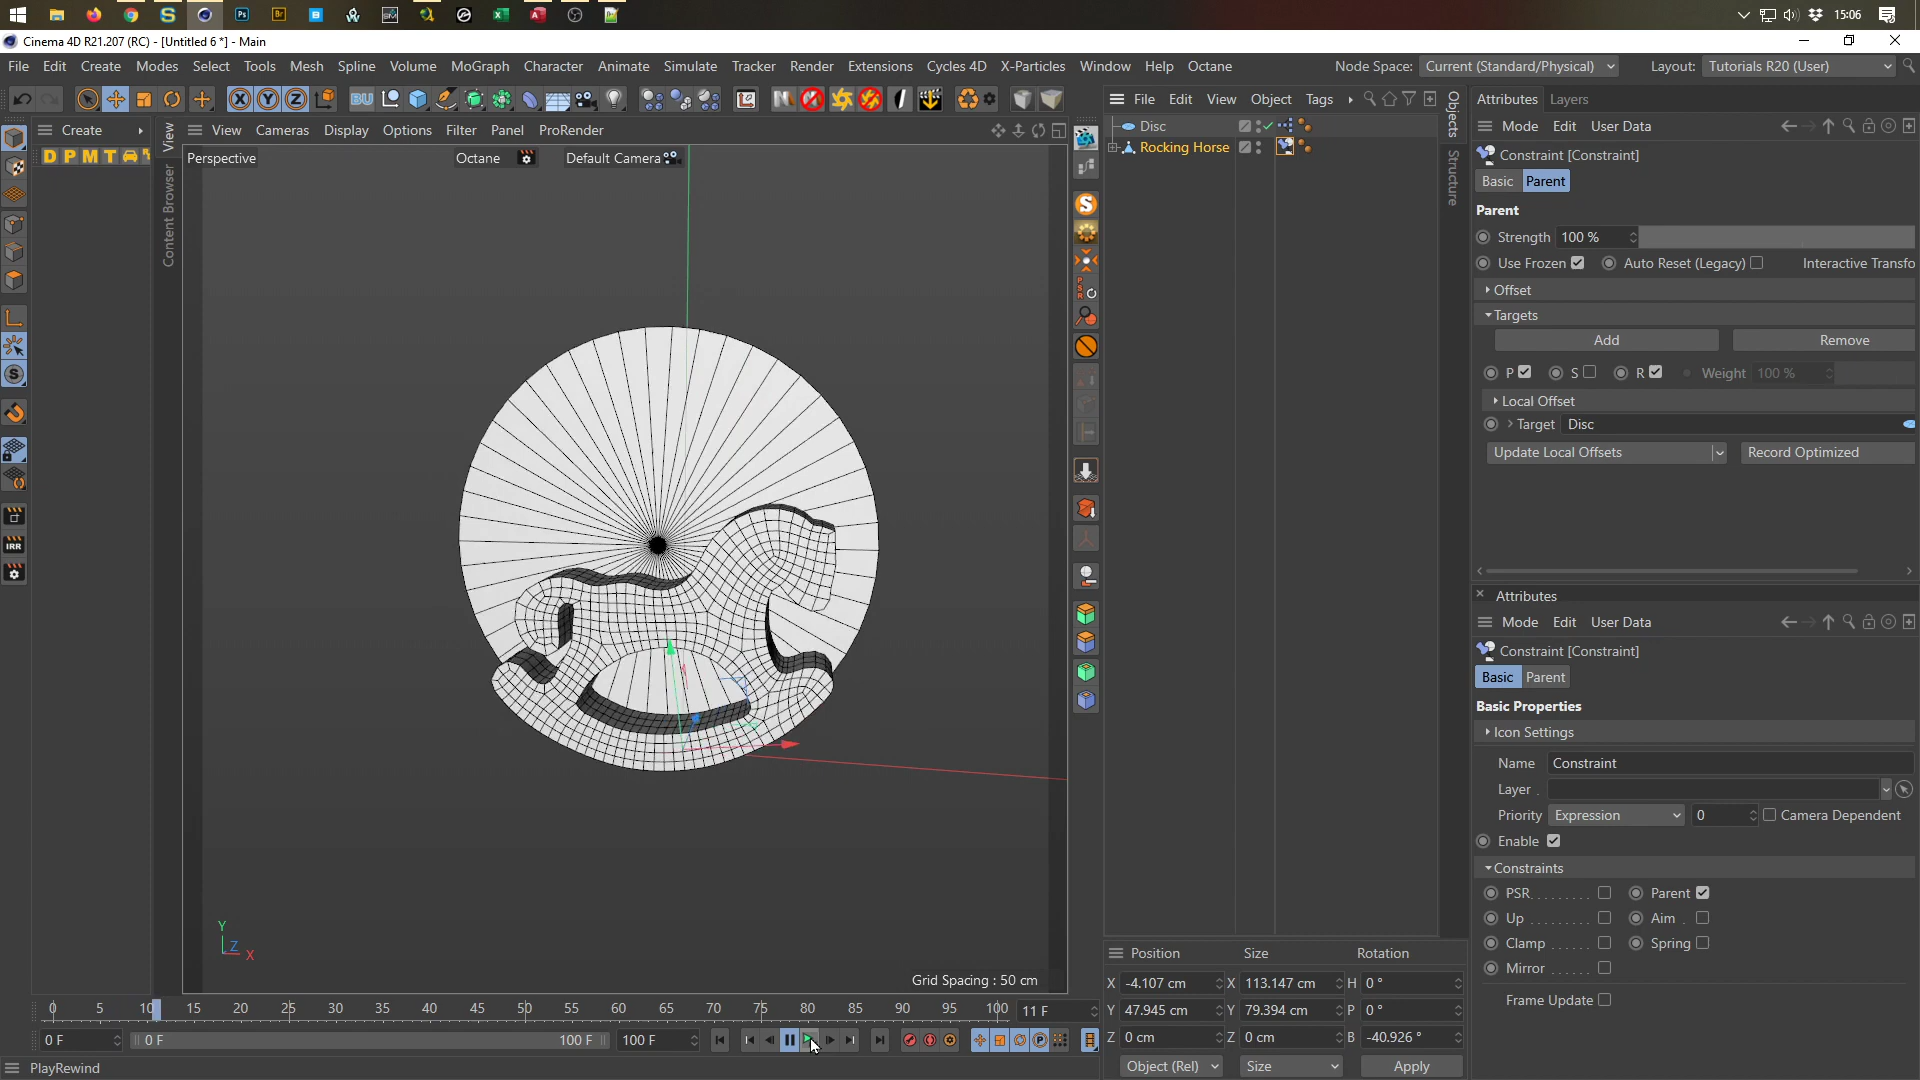 15:06
Cinema 4D R21.207 (RC) - [Untitled 6 *] - Main
File Edit Create Modes Select Tools Mesh Spline Volume MoGraph Character Animate Simulate Tracker Render Extensions Cycles 4D X-Particles Window Help Octane Node Space: Current (Standard/Physical) Layout: Tutorials R20 (User)
File Edit View Object Tags
Attributes Layers
Create
View Cameras Display Options Filter Panel ProRender
Mode Edit User Data
Disc
Perspective Octane Default Camera
Rocking Horse
View
Content Browser
Objects
Structure
Constraint [Constraint]
Basic Parent
Parent
Strength 100 %
Use Frozen Auto Reset (Legacy) Interactive Transfo
Offset
Targets
Add Remove
P S R Weight 100 %
Local Offset
Target Disc
Update Local Offsets Record Optimized
Attributes
Mode Edit User Data
Constraint [Constraint]
Basic Parent
Basic Properties
Icon Settings
Name Constraint
Layer
Priority Expression 0 Camera Dependent
Enable
Constraints
PSR Parent
Up Aim
Clamp Spring
Mirror
Frame Update
Y
Z
X
Grid Spacing : 50 cm
Position Size Rotation
X -4.107 cm X 113.147 cm H 0 °
Y 47.945 cm Y 79.394 cm P 0 °
Z 0 cm Z 0 cm B -40.926 °
Object (Rel) Size Apply
0 5 10 15 20 25 30 35 40 45 50 55 60 65 70 75 80 85 90 95 100 11 F
0 F 0 F 100 F 100 F
PlayRewind